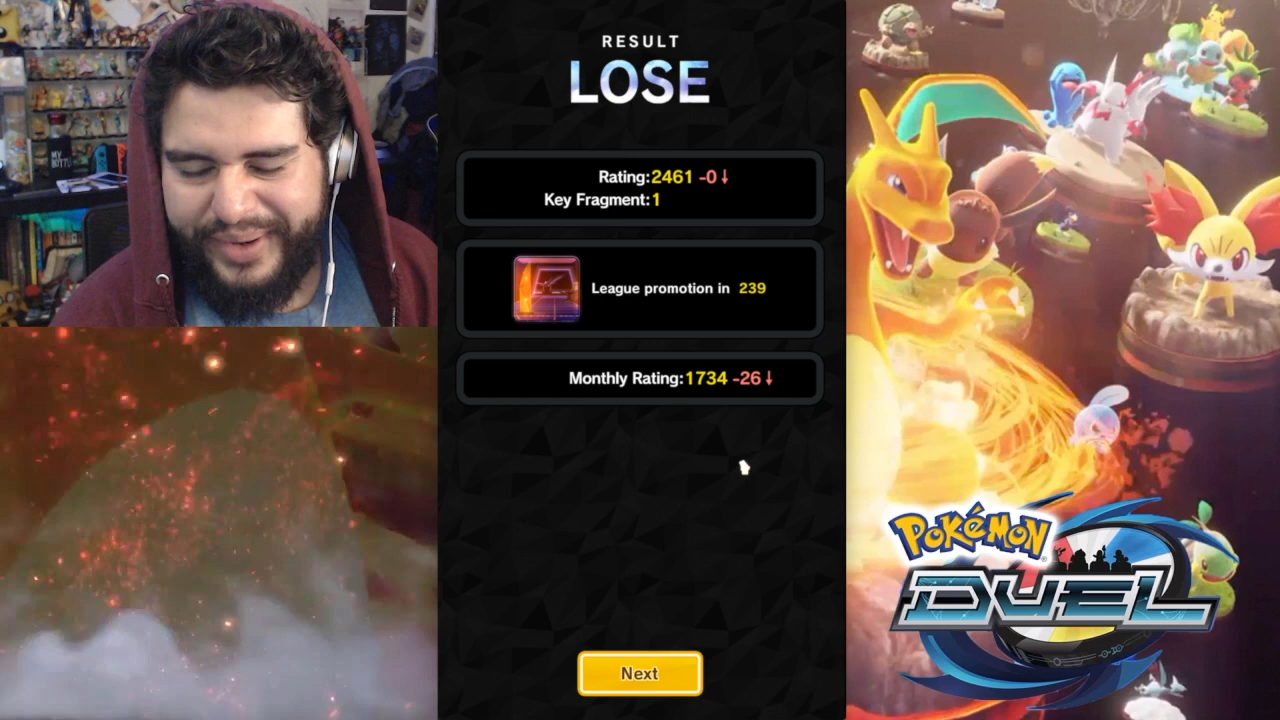 RESULT
LOSE
Rating:2461 -0↓
Key Fragment:1
League promotion in 239
Monthly Rating:1734 -26↓
Next
POKÉMON
DUEL
MY